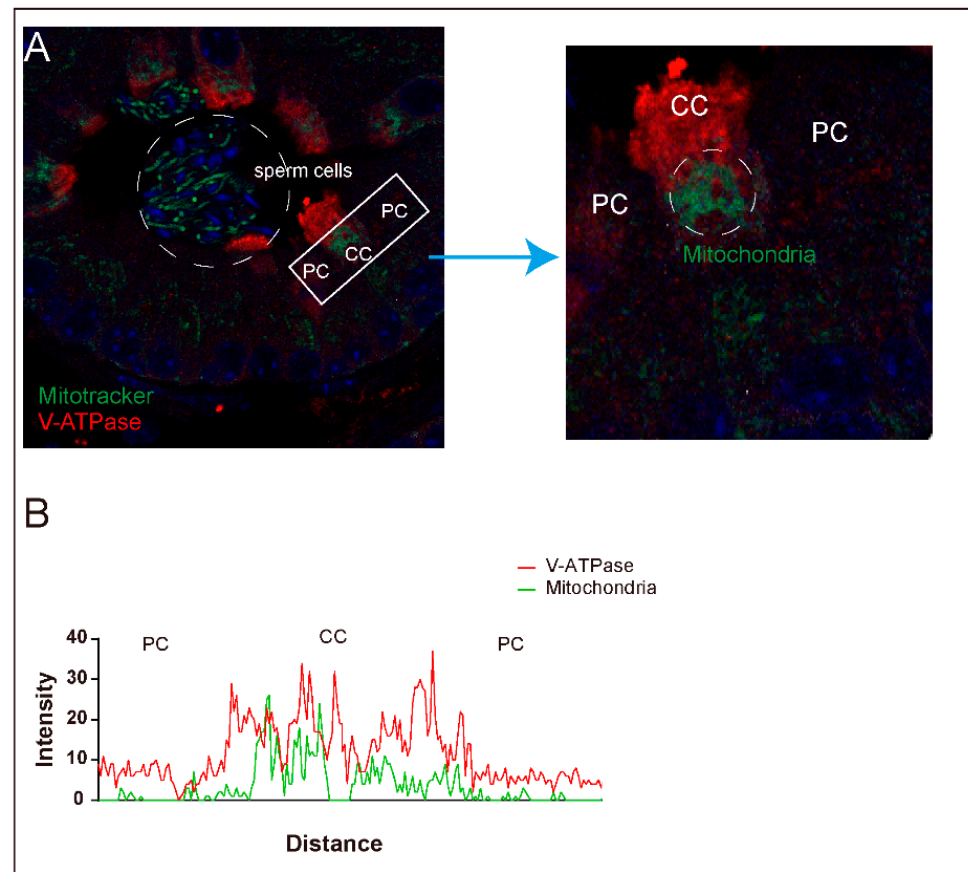 A
sperm cells
PC
CC
PC
Mitotracker
V-ATPase
CC
PC
PC
Mitochondria
B
V-ATPase
Mitochondria
PC
CC
PC
40
30
20
10
0
Intensity
Distance